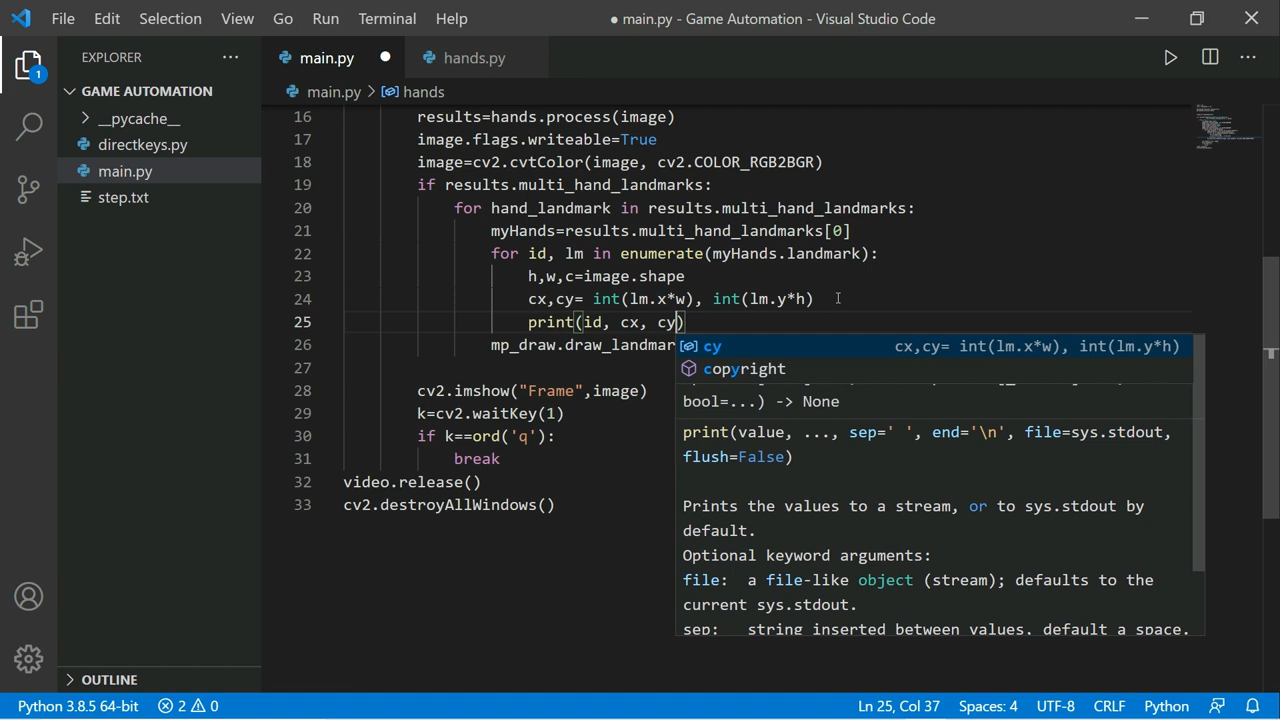 File Edit Selection View Go Run Terminal Help
● main.py - Game Automation - Visual Studio Code
1
EXPLORER
GAME AUTOMATION
__pycache__
directkeys.py
main.py
step.txt
OUTLINE
main.py
hands.py
main.py > hands
16 results=hands.process(image)
17 image.flags.writeable=True
18 image=cv2.cvtColor(image, cv2.COLOR_RGB2BGR)
19 if results.multi_hand_landmarks:
20 for hand_landmark in results.multi_hand_landmarks:
21 myHands=results.multi_hand_landmarks[0]
22 for id, lm in enumerate(myHands.landmark):
23 h,w,c=image.shape
24 cx,cy= int(lm.x*w), int(lm.y*h)
25 print(id, cx, cy)
26 mp_draw.draw_landmar
27
28 cv2.imshow("Frame",image)
29 k=cv2.waitKey(1)
30 if k==ord('q'):
31 break
32 video.release()
33 cv2.destroyAllWindows()
cy cx,cy= int(lm.x*w), int(lm.y*h)
copyright
bool=...) -> None
print(value, ..., sep=' ', end='\n', file=sys.stdout,
flush=False)
Prints the values to a stream, or to sys.stdout by
default.
Optional keyword arguments:
file: a file-like object (stream); defaults to the
current sys.stdout.
sep: string inserted between values, default a space.
Python 3.8.5 64-bit 2 0 Ln 25, Col 37 Spaces: 4 UTF-8 CRLF Python